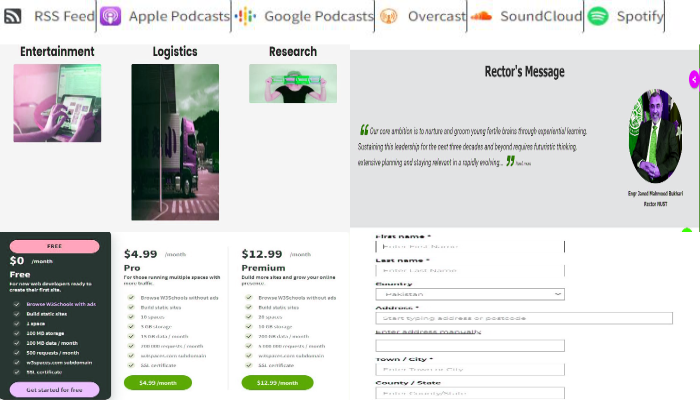 RSS Feed
Apple Podcasts
Google Podcasts
Overcast
SoundCloud
Spotify
Entertainment
Logistics
Research
Rector's Message
Our core ambition is to nurture and groom young fertile brains through experiential learning.
Sustaining this leadership for the next three decades and beyond requires futuristic thinking,
extensive planning and staying relevant in a rapidly evolving...
Read more
Engr Javed Mahmood Bukhari
Rector NUST
FREE
$0 /month
Free
For new web developers ready to
create their first site.
Browse W3Schools with ads
Build static sites
1 space
100 MB storage
100 MB data / month
500 requests / month
w3spaces.com subdomain
SSL certificate
Get started for free
$4.99 /month
Pro
For those running multiple spaces with
more traffic.
Browse W3Schools without ads
Build static sites
10 spaces
5 GB storage
15 GB data / month
200 000 requests / month
w3spaces.com subdomain
SSL certificate
$4.99 /month
$12.99 /month
Premium
Build more sites and grow your online
presence.
Browse W3Schools without ads
Build static sites
20 spaces
10 GB storage
200 GB data / month
w3spaces.com subdomain
SSL certificate
$12.99 /month
First name *
Enter First Name
Last name *
Enter Last Name
Country
Pakistan
Address *
Start typing address or postcode
Enter address manually
Town / City *
Enter Town or City
County / State
Enter County/State